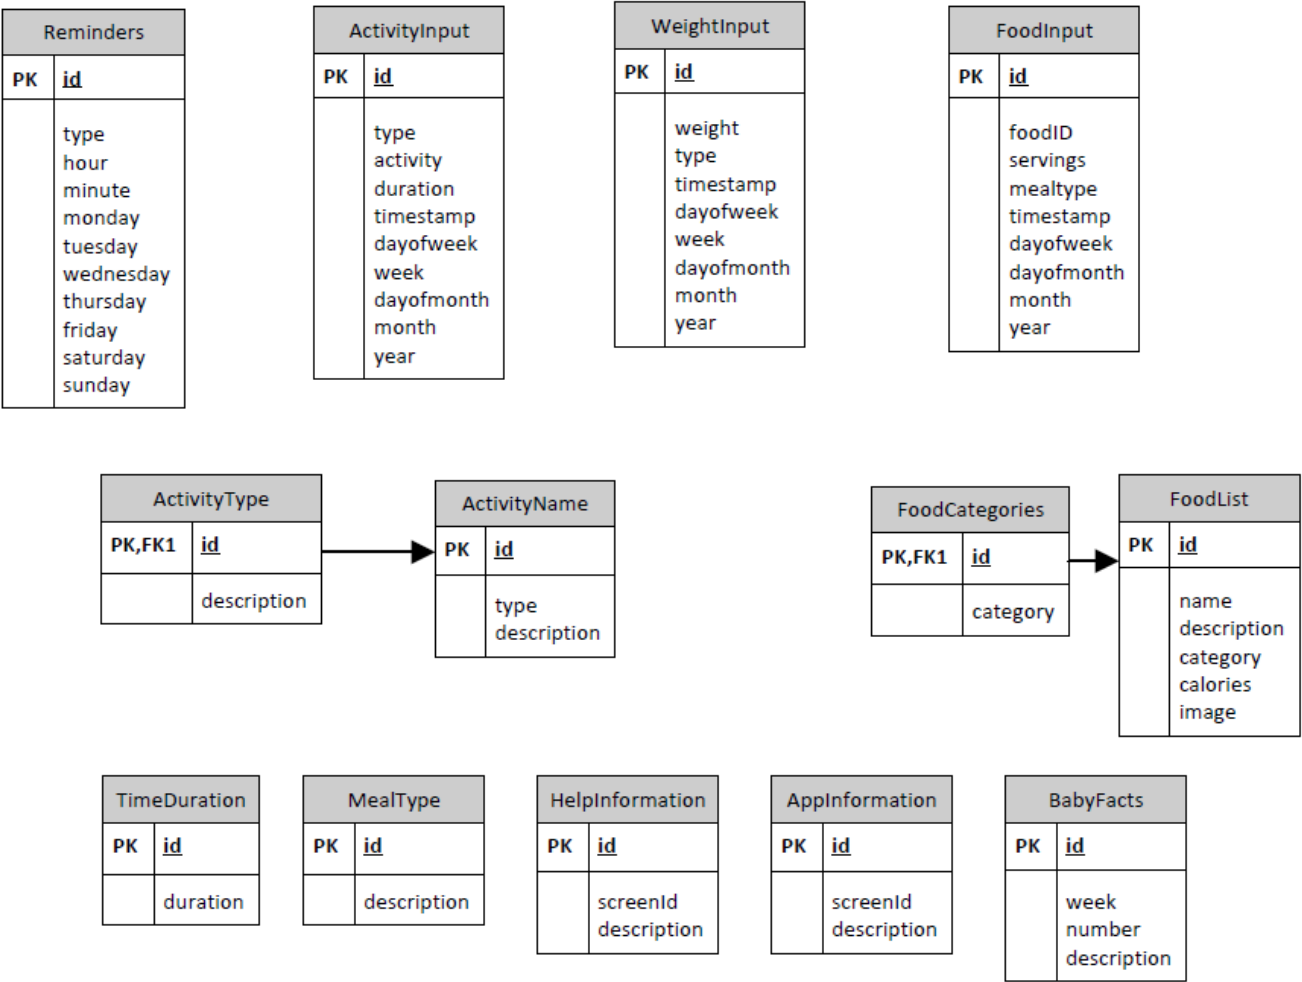 Reminders
PK id
type
hour
minute
monday
tuesday
wednesday
thursday
friday
saturday
sunday
ActivityInput
PK id
type
activity
duration
timestamp
dayofweek
week
dayofmonth
month
year
WeightInput
PK id
weight
type
timestamp
dayofweek
week
dayofmonth
month
year
FoodInput
PK id
foodID
servings
mealtype
timestamp
dayofweek
dayofmonth
month
year
ActivityType
PK,FK1 id
description
ActivityName
PK id
type
description
FoodCategories
PK,FK1 id
category
FoodList
PK id
name
description
category
calories
image
TimeDuration
PK id
duration
MealType
PK id
description
HelpInformation
PK id
screenId
description
AppInformation
PK id
screenId
description
BabyFacts
PK id
week
number
description